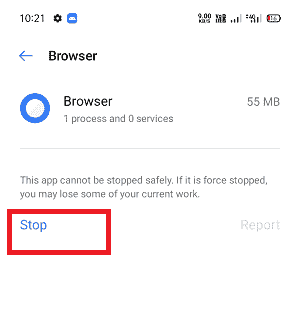 10:21
9.00 KB/S
Browser
Browser
55 MB
1 process and 0 services
This app cannot be stopped safely. If it is force stopped,
you may lose some of your current work.
Stop
Report